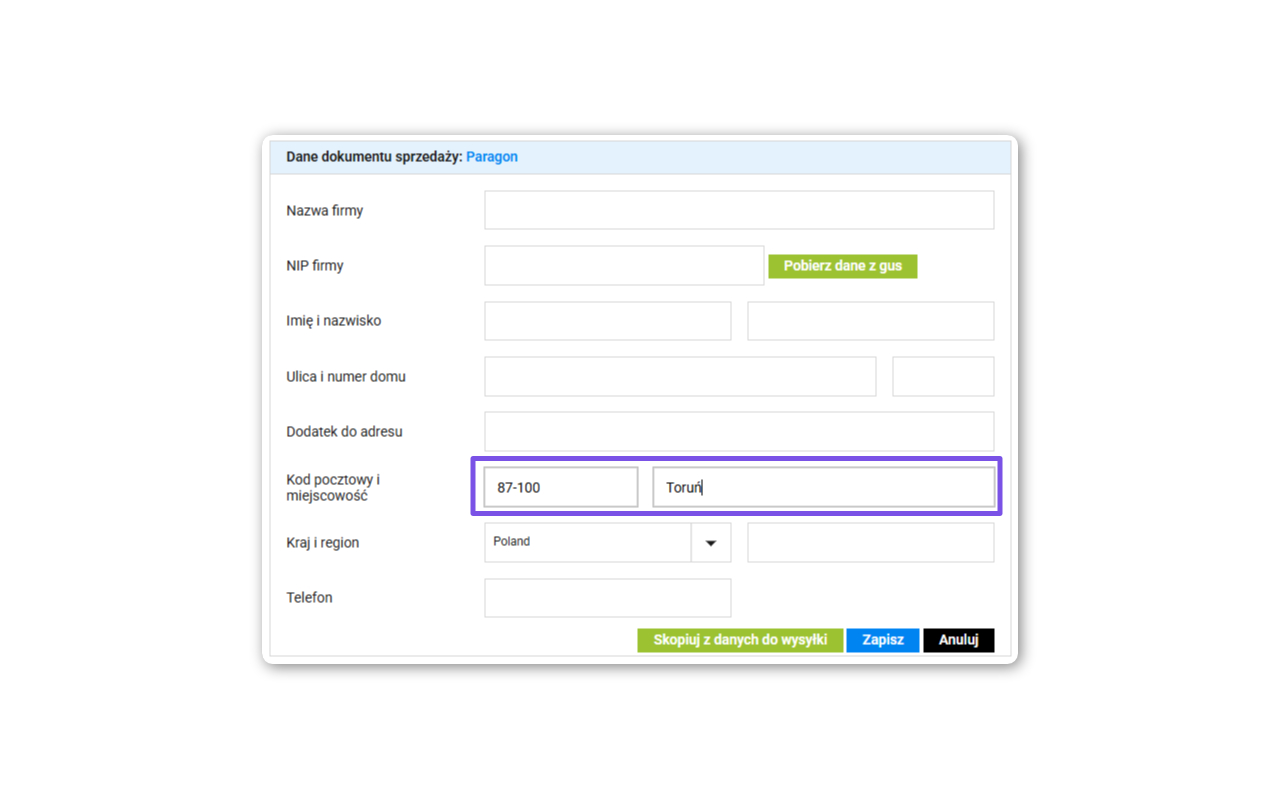 Dane dokumentu sprzedaży: Paragon
Nazwa firmy
NIP firmy
Pobierz dane z gus
Imię i nazwisko
Ulica i numer domu
Dodatek do adresu
Kod pocztowy i
miejscowość
87-100
Toruń
Kraj i region
Poland
Telefon
Skopiuj z danych do wysyłki
Zapisz
Anuluj